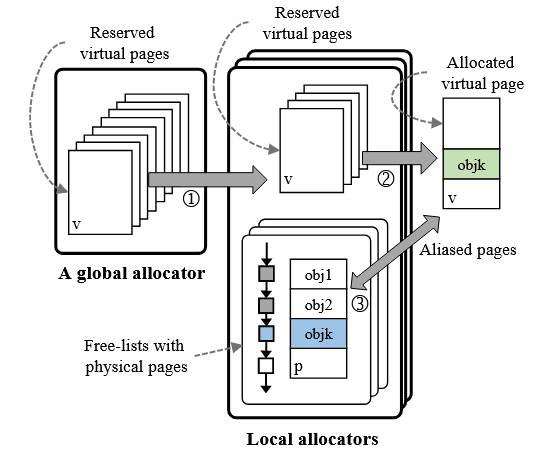 Reserved
virtual pages
Reserved
virtual pages
Allocated
virtual page
v
①
v
②
objk
v
A global allocator
Aliased pages
obj1
obj2
③
objk
p
Free-lists with
physical pages
Local allocators